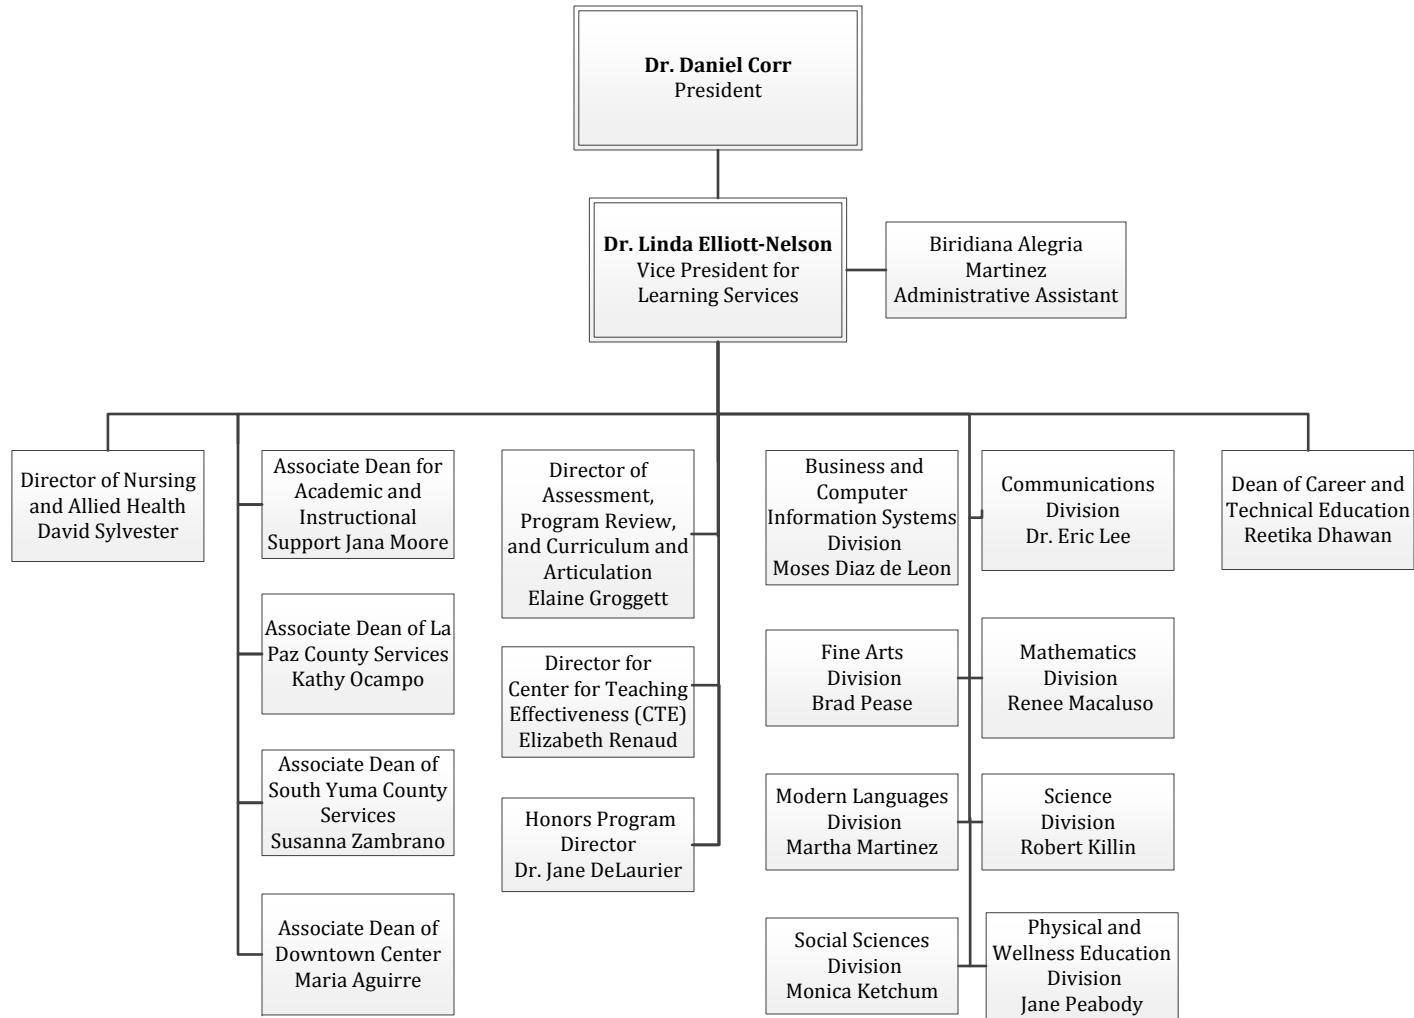 Dr. Daniel Corr
President
Dr. Linda Elliott-Nelson
Vice President for
Learning Services
Biridiana Alegria
Martinez
Administrative Assistant
Director of Nursing
and Allied Health
David Sylvester
Associate Dean for
Academic and
Instructional
Support Jana Moore
Associate Dean of La
Paz County Services
Kathy Ocampo
Associate Dean of
South Yuma County
Services
Susanna Zambrano
Associate Dean of
Downtown Center
Maria Aguirre
Director of
Assessment,
Program Review,
and Curriculum and
Articulation
Elaine Groggett
Director for
Center for Teaching
Effectiveness (CTE)
Elizabeth Renaud
Honors Program
Director
Dr. Jane DeLaurier
Business and
Computer
Information Systems
Division
Moses Diaz de Leon
Fine Arts
Division
Brad Pease
Modern Languages
Division
Martha Martinez
Social Sciences
Division
Monica Ketchum
Communications
Division
Dr. Eric Lee
Mathematics
Division
Renee Macaluso
Science
Division
Robert Killin
Physical and
Wellness Education
Division
Jane Peabody
Dean of Career and
Technical Education
Reetika Dhawan